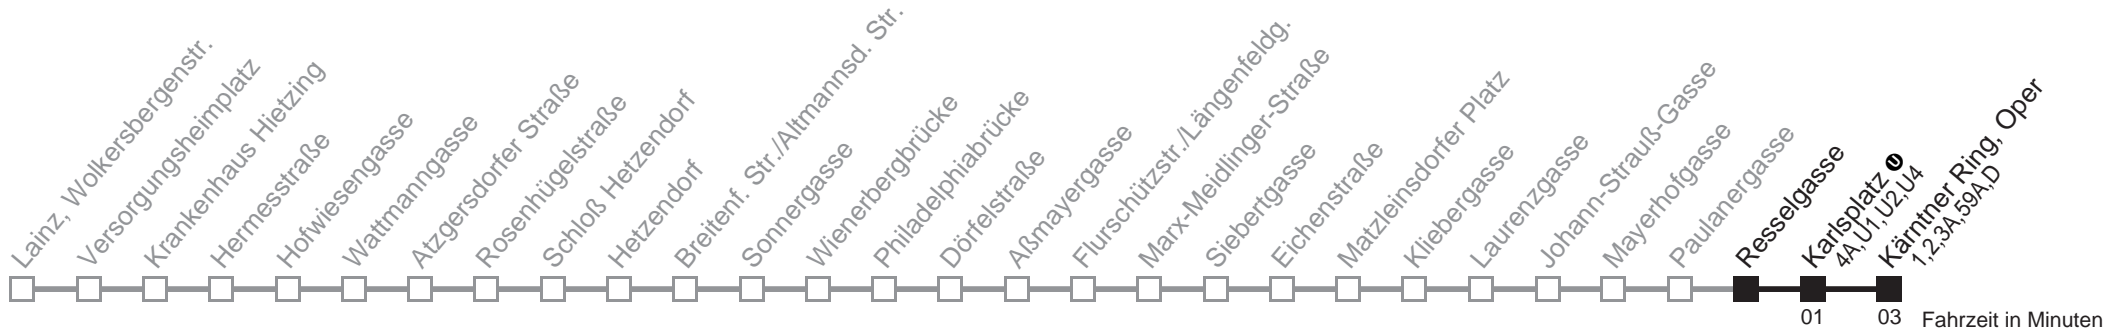 Lainz, Wolkersbergenstr.
Versorgungsheimplatz
Krankenhaus Hietzing
Hermesstraße
Hofwiesengasse
Wattmanngasse
Atzgersdorfer Straße
Rosenhügelstraße
Schloß Hetzendorf
Hetzendorf
Breitenf. Str./Altmannsd. Str.
Sonnergasse
Wienerbergbrücke
Philadelphiabrücke
Dörfelstraße
Aßmayergasse
Flurschützstr./Längenfeldg.
Marx-Meidlinger-Straße
Siebertgasse
Eichenstraße
Matzleinsdorfer Platz
Kliebergasse
Laurenzgasse
Johann-Strauß-Gasse
Mayerhofgasse
Paulanergasse
Resselgasse
Karlsplatz U
4A,U1,U2,U4
Kärntner Ring, Oper
1,2,3A,59A,D
01
03
Fahrzeit in Minuten